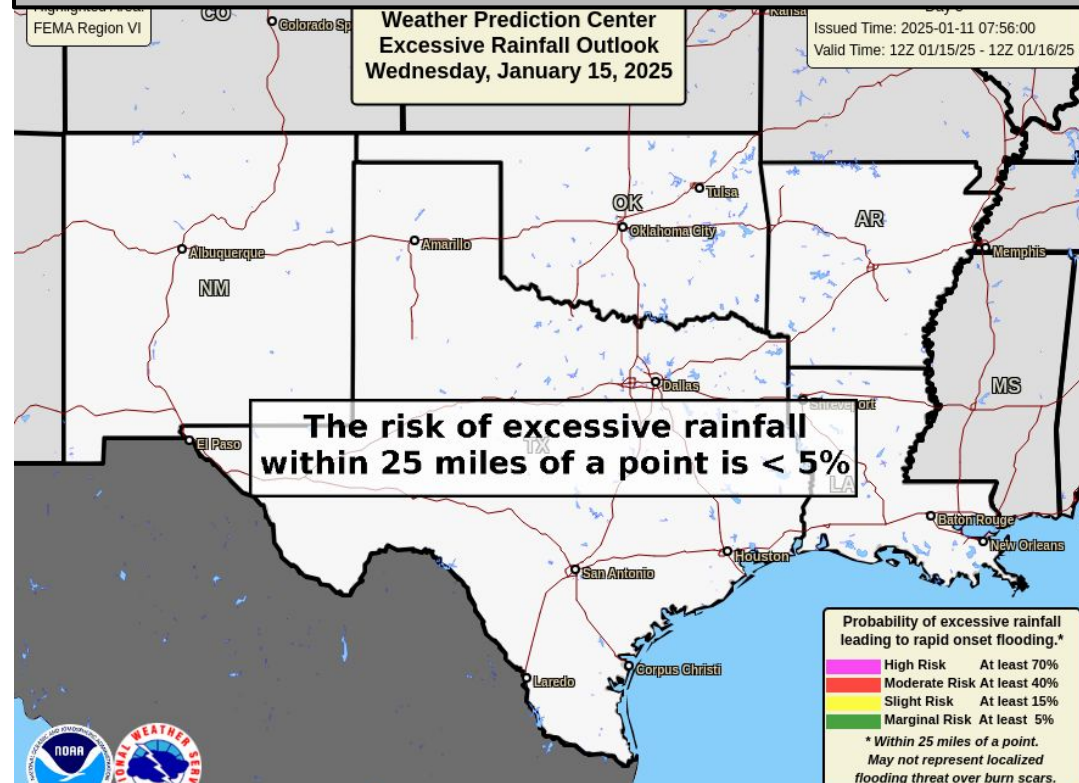 Highlighted Area:
FEMA Region VI
Weather Prediction Center
Excessive Rainfall Outlook
Wednesday, January 15, 2025
Issued Time: 2025-01-11 07:56:00
Valid Time: 12Z 01/15/25 - 12Z 01/16/25
CO
Colorado Sp
Kansa
Tulsa
OK
Oklahoma City
AR
Albuquerque
Amarillo
Memphis
NM
Dallas
MS
Shreveport
The risk of excessive rainfall
within 25 miles of a point is < 5%
El Paso
TX
LA
Baton Rouge
New Orleans
Houston
San Antonio
Corpus Christi
Laredo
Probability of excessive rainfall
leading to rapid onset flooding.*
High Risk At least 70%
Moderate Risk At least 40%
Slight Risk At least 15%
Marginal Risk At least 5%
* Within 25 miles of a point.
May not represent localized
flooding threat over burn scars.
NOAA